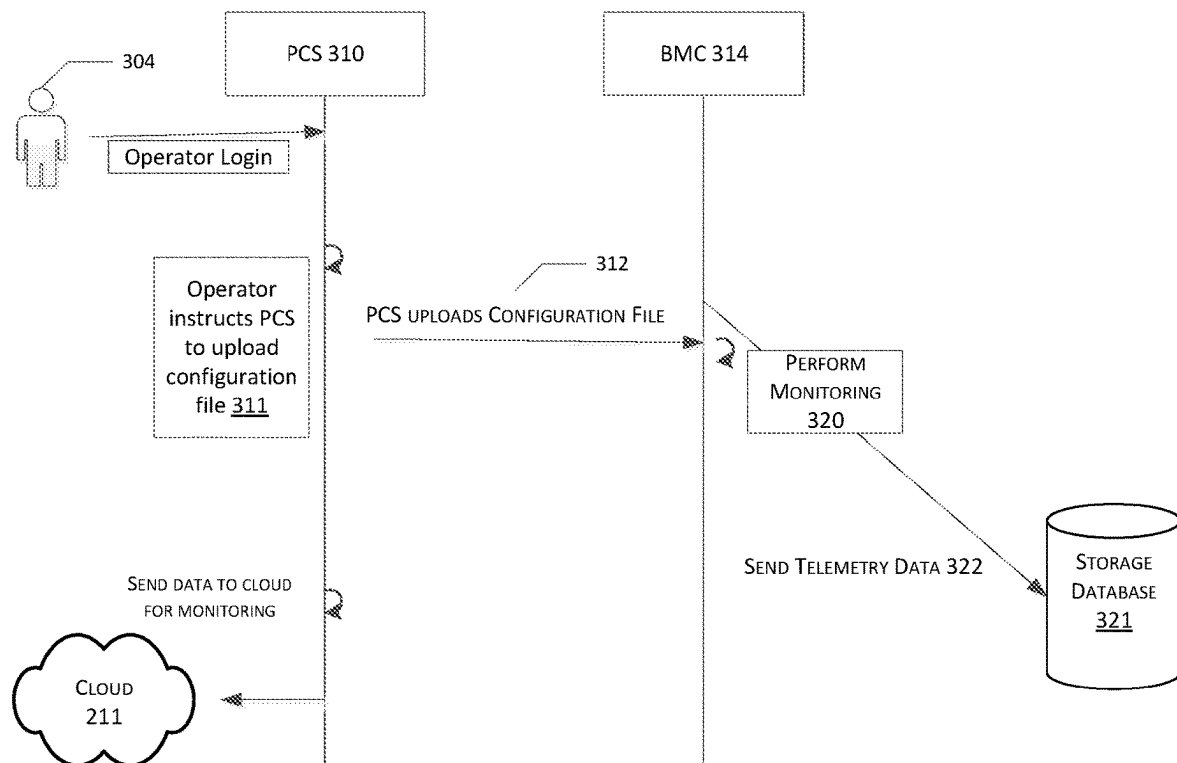 PCS 310
BMC 314
304
Operator Login
Operator
instructs PCS
to upload
configuration
file 311
312
PCS UPLOADS CONFIGURATION FILE
PERFORM
MONITORING
320
SEND TELEMETRY DATA 322
STORAGE
DATABASE
321
SEND DATA TO CLOUD
FOR MONITORING
CLOUD
211